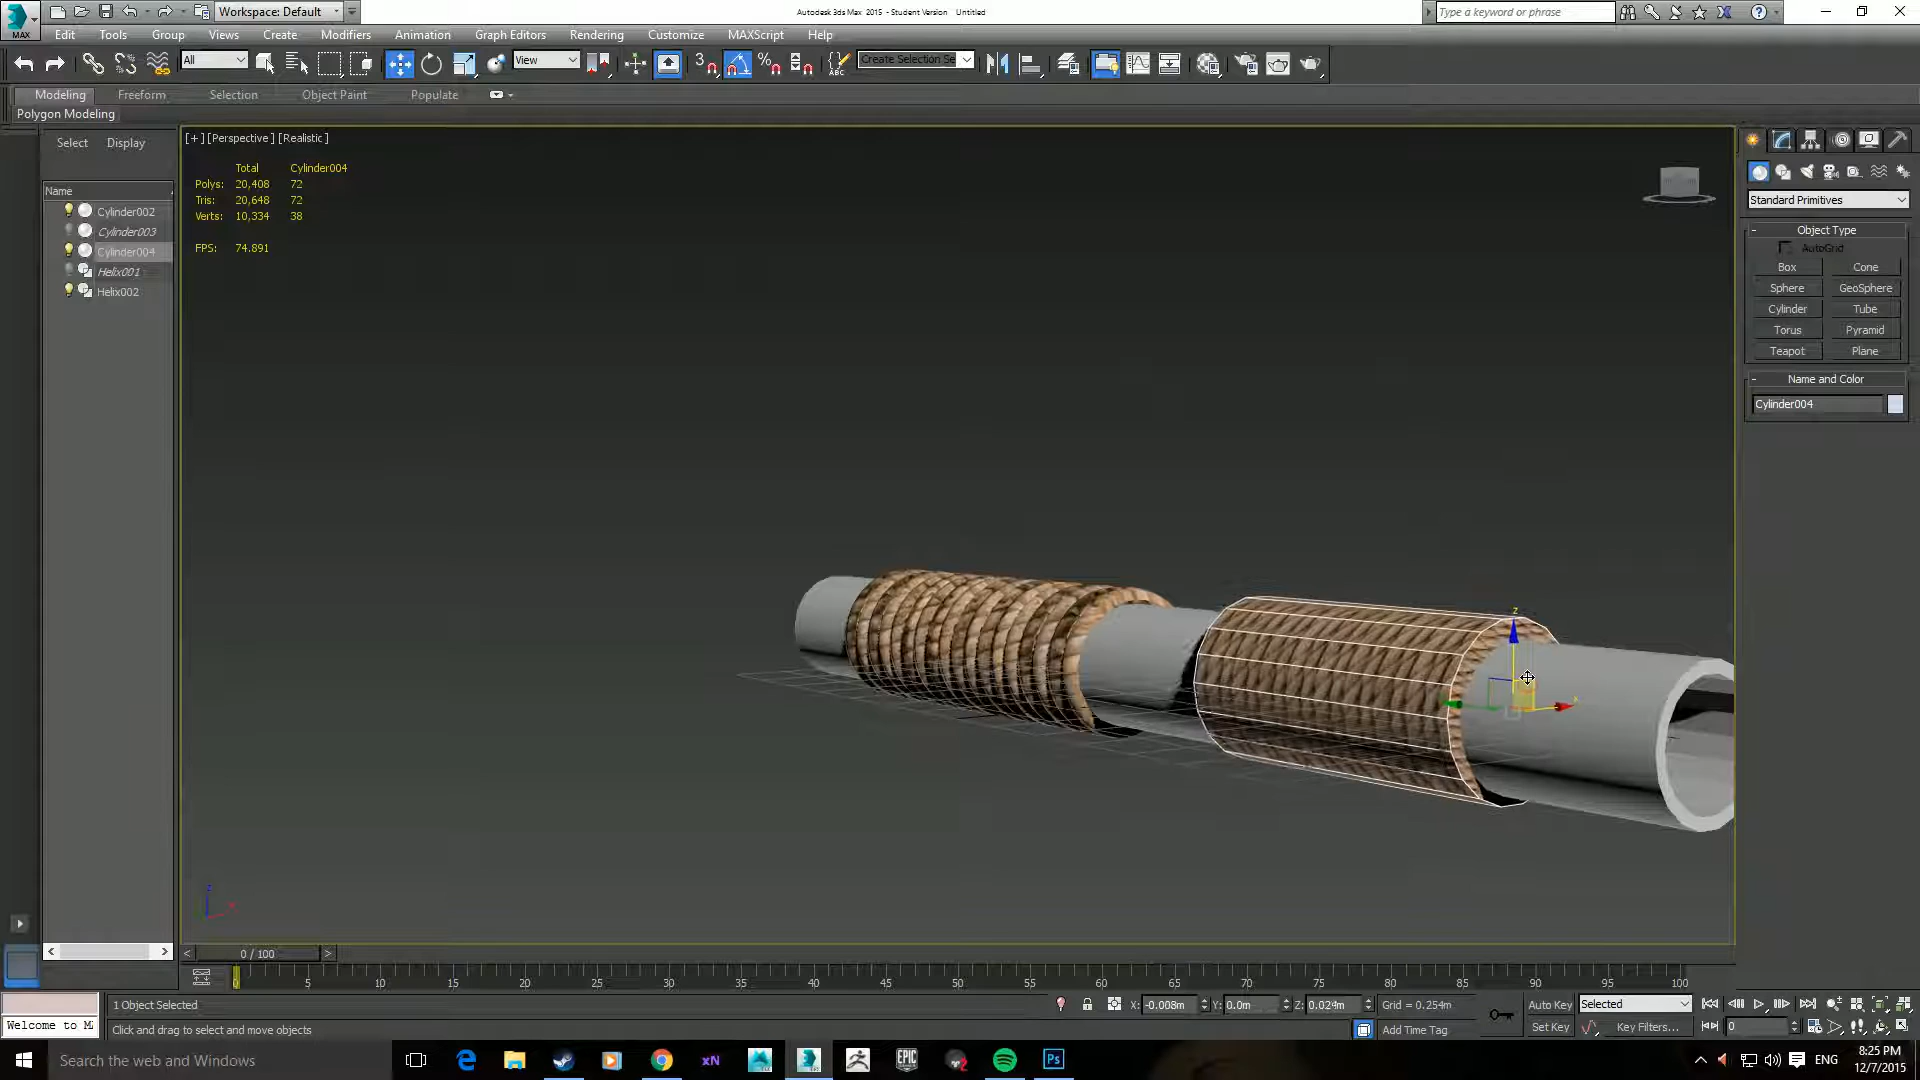 Workspace: Default
Autodesk 3ds Max 2015 - Student Version Untitled
Type a keyword or phrase
MAX
Edit Tools Group Views Create Modifiers Animation Graph Editors Rendering Customize MAXScript Help
All View Create Selection Se
Modeling Freeform Selection Object Paint Populate
Polygon Modeling
Select Display
Name
Cylinder002
Cylinder003
Cylinder004
Helix001
Helix002
[+] [Perspective] [Realistic]
Total Cylinder004
Polys: 20,408 72
Tris: 20,648 72
Verts: 10,334 38
FPS: 74.891
z
Standard Primitives
Object Type
AutoGrid
Box Cone
Sphere GeoSphere
Cylinder Tube
Torus Pyramid
Teapot Plane
Name and Color
Cylinder004
0 / 100
0 5 10 15 20 25 30 35 40 45 50 55 60 65 70 75 80 85 90 95 100
1 Object Selected X: -0.008m Y: 0.0m Z: 0.024m Grid = 0.254m Auto Key Selected
Welcome to M Click and drag to select and move objects Add Time Tag Set Key Key Filters... 0
Search the web and Windows xN EPIC Ps ENG 8:25 PM
12/7/2015